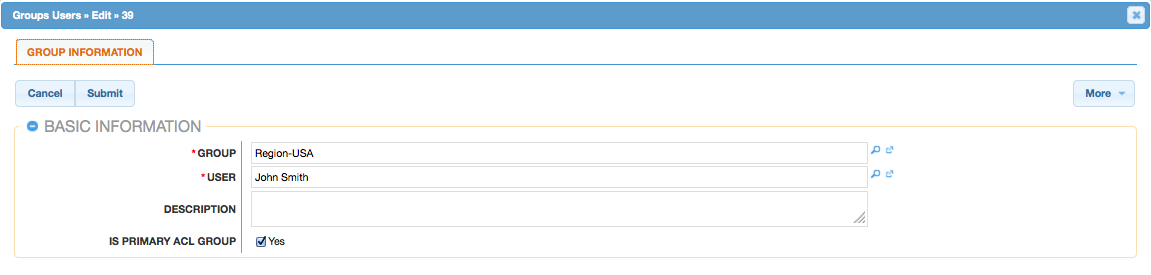 Groups Users » Edit » 39
GROUP INFORMATION
Cancel Submit More
BASIC INFORMATION
* GROUP Region-USA
* USER John Smith
DESCRIPTION
IS PRIMARY ACL GROUP Yes